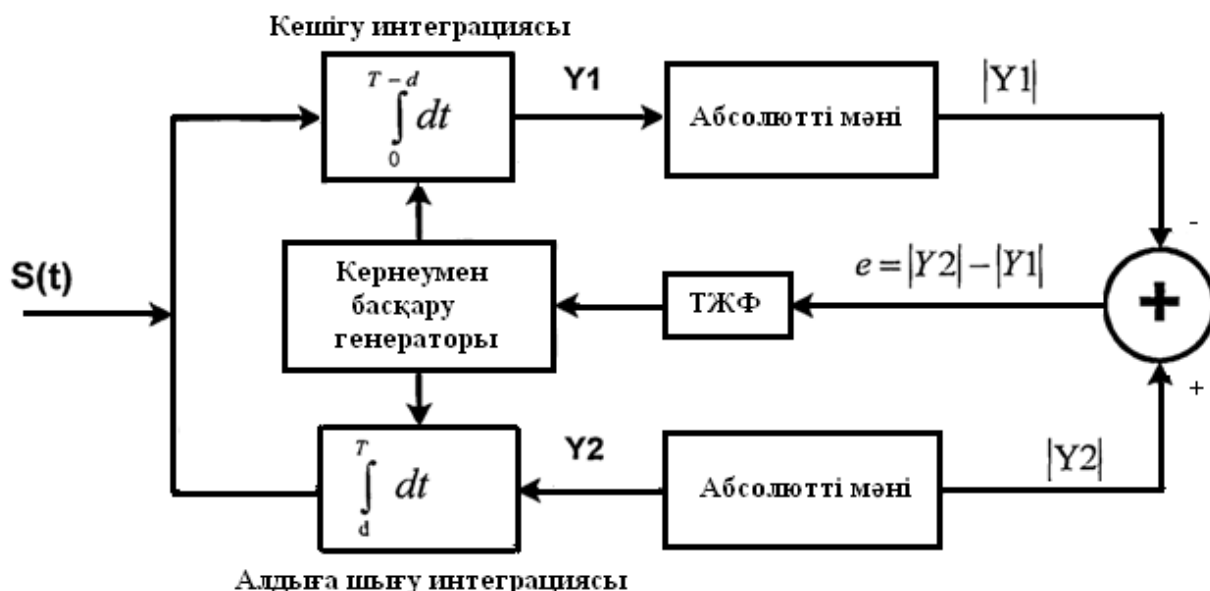 Кешігу интеграциясы
T − d
∫ dt
0
Y1
Абсолютті мәні
|Y1|
-
S(t)
Кернеумен
басқару
генераторы
ТЖФ
e = |Y2| − |Y1|
+
+
T
∫ dt
d
Y2
Абсолютті мәні
|Y2|
Алдыға шығу интеграциясы